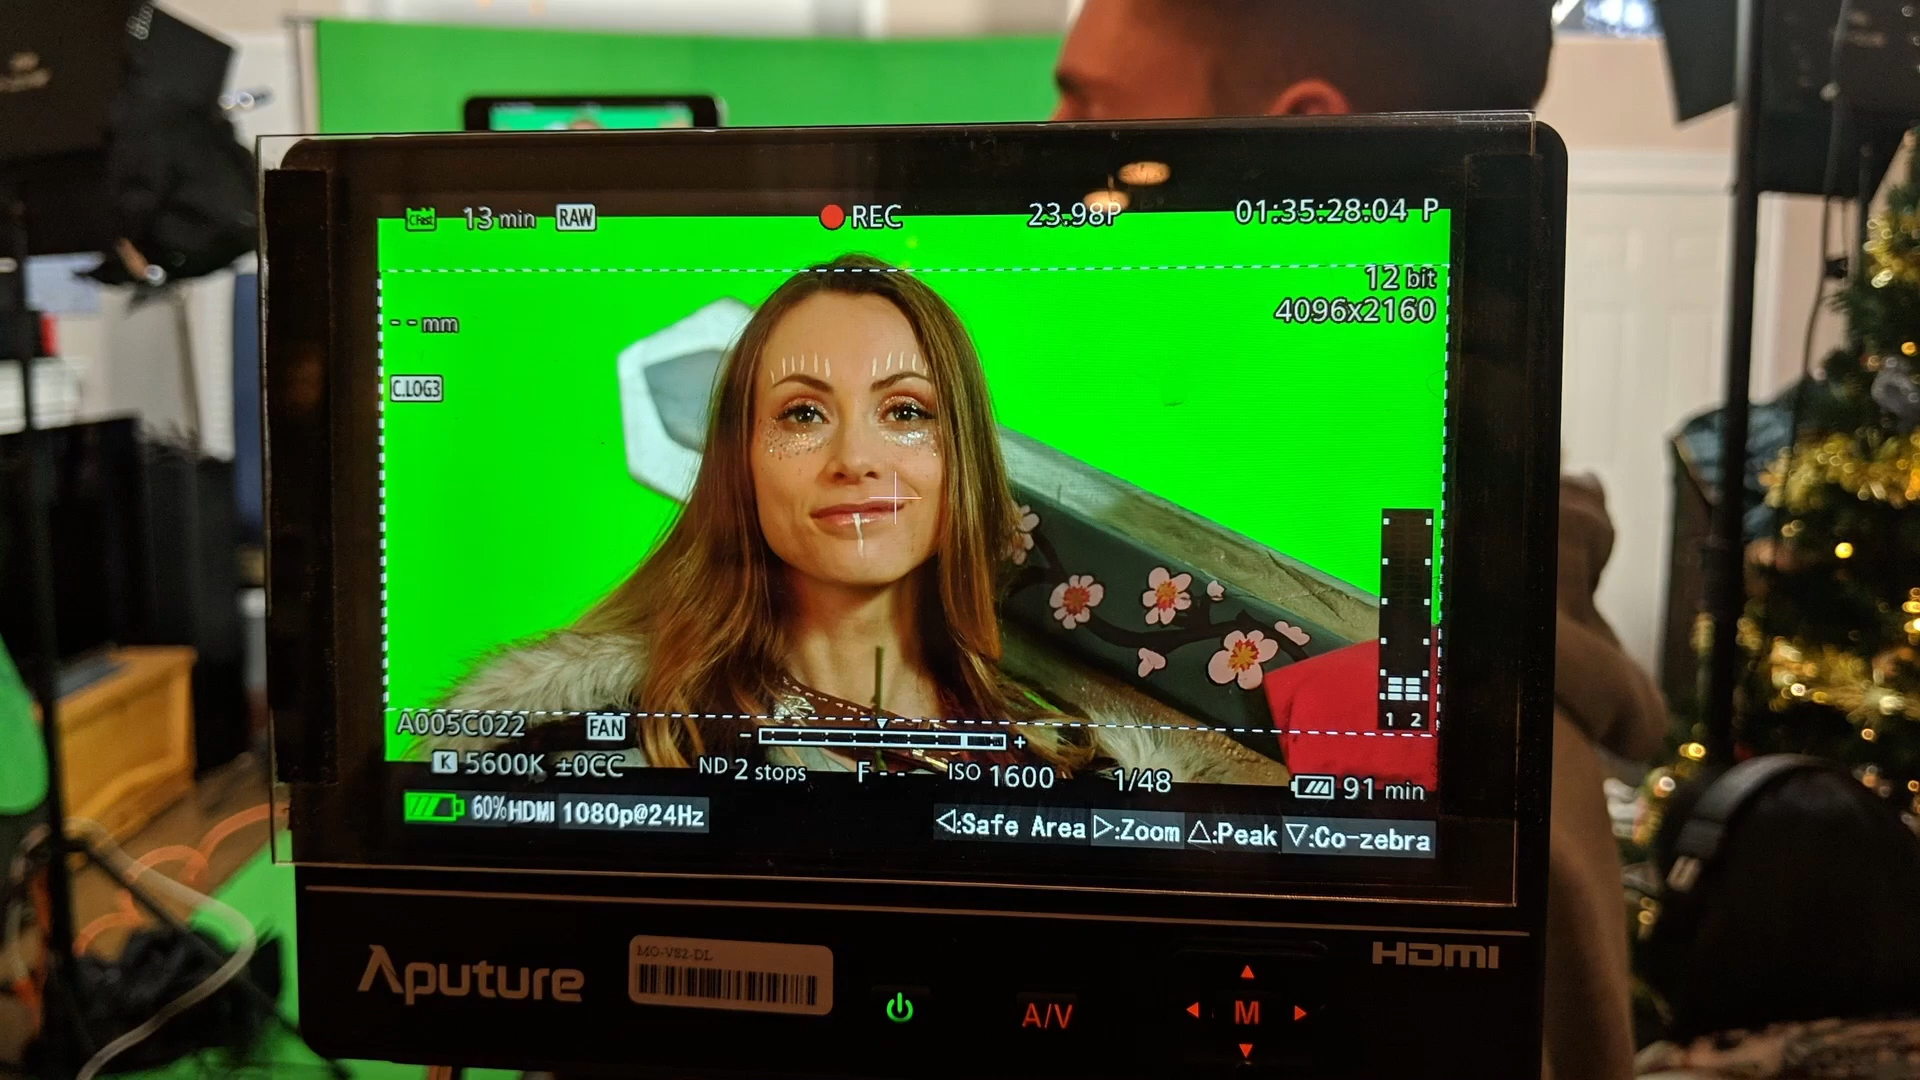 CFast 13 min RAW REC 23.98P 01:35:28:04 P
12 bit
4096x2160
--mm
C.LOG3
1 2
A005C022 FAN
- +
K 5600K ±0CC ND 2 stops F-- ISO 1600 1/48 91 min
60% HDMI 1080p@24Hz ◁:Safe Area ▷:Zoom △:Peak ▽:Co-zebra
Aputure
MO-VS2-DL
A/V
M
HDMI